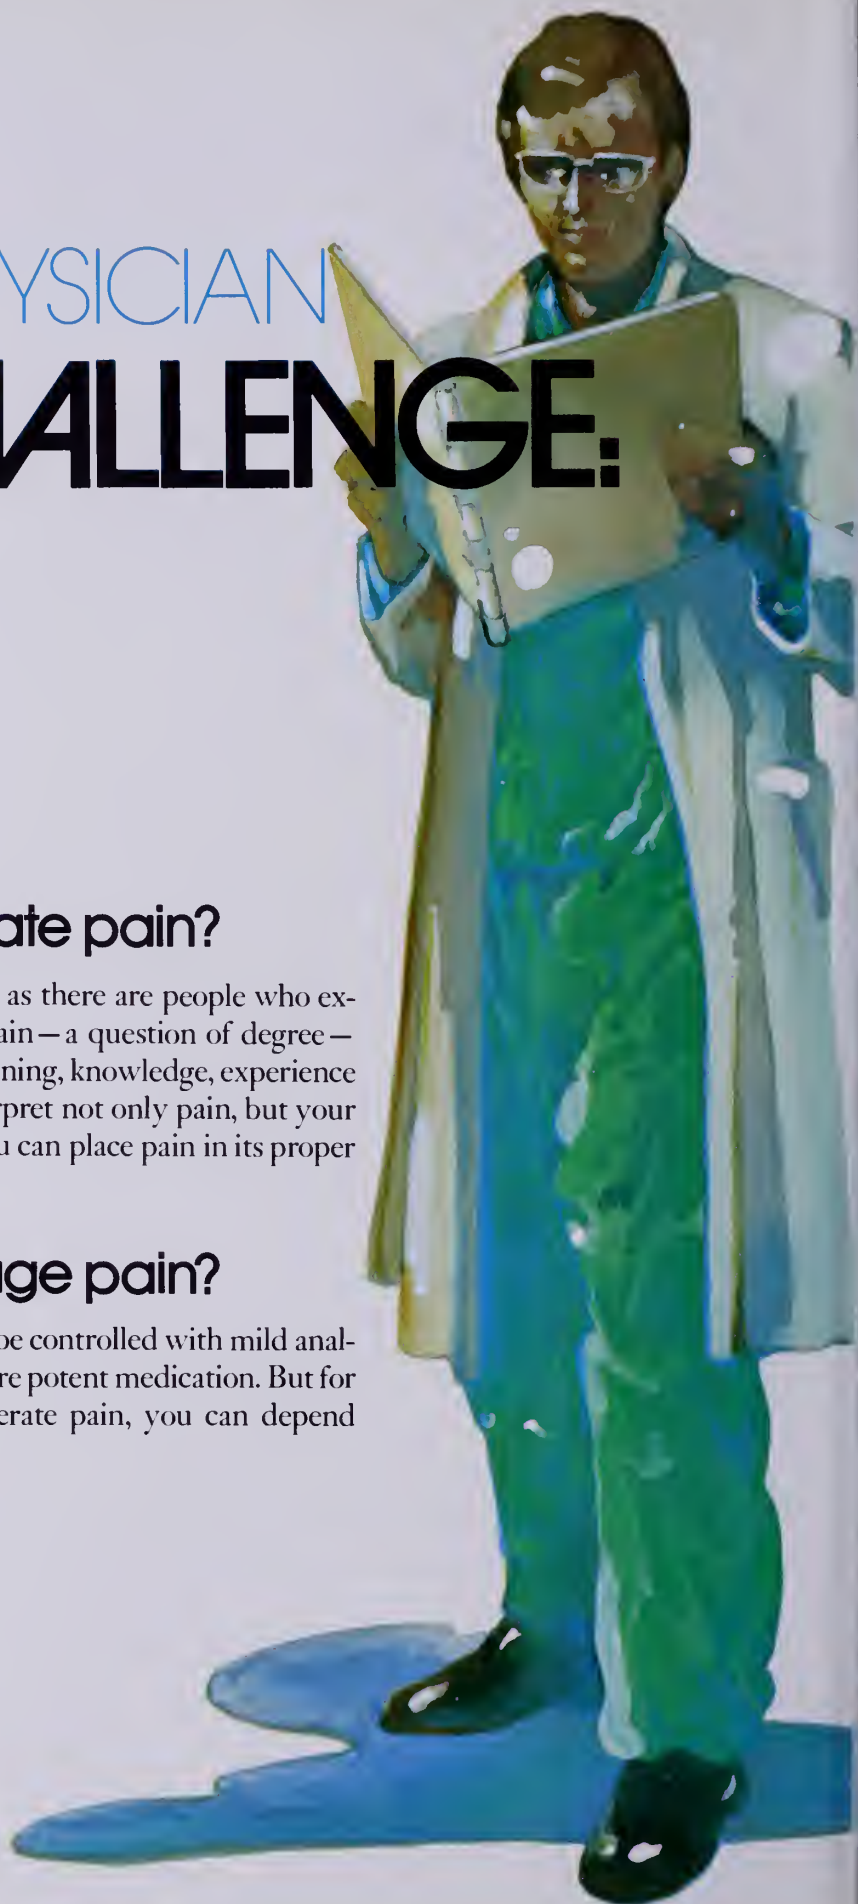 YSICIAN
ALLENGE:
ate pain?
as there are people who ex-
ain — a question of degree —
ning, knowledge, experience
rpret not only pain, but your
u can place pain in its proper
ge pain?
be controlled with mild anal-
re potent medication. But for
erate pain, you can depend